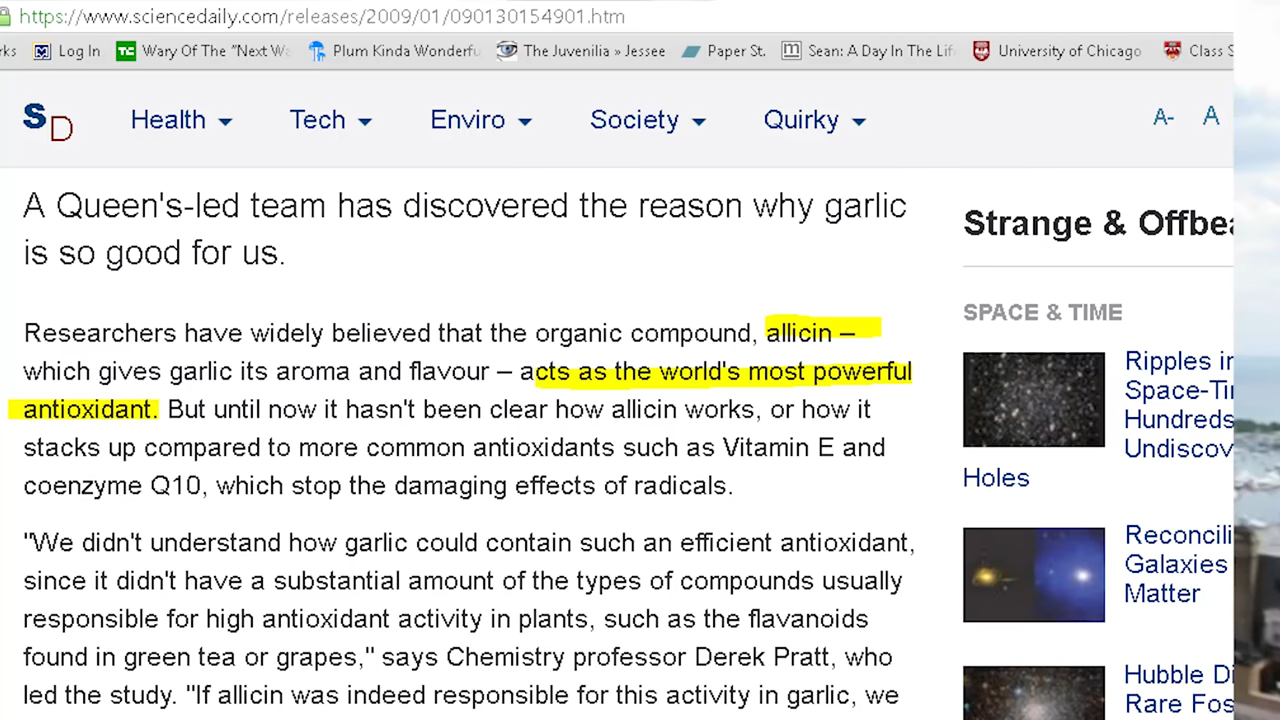 https://www.sciencedaily.com/releases/2009/01/090130154901.htm
Log In TC Wary Of The "Next Plum Kinda Wonderfu The Juvenilia » Jessee Paper St. m Sean: A Day In The Lif University of Chicago Class S
SD Health Tech Enviro Society Quirky A- A
A Queen's-led team has discovered the reason why garlic
is so good for us.
Researchers have widely believed that the organic compound, allicin –
which gives garlic its aroma and flavour – acts as the world's most powerful
antioxidant. But until now it hasn't been clear how allicin works, or how it
stacks up compared to more common antioxidants such as Vitamin E and
coenzyme Q10, which stop the damaging effects of radicals.
"We didn't understand how garlic could contain such an efficient antioxidant,
since it didn't have a substantial amount of the types of compounds usually
responsible for high antioxidant activity in plants, such as the flavanoids
found in green tea or grapes," says Chemistry professor Derek Pratt, who
led the study. "If allicin was indeed responsible for this activity in garlic, we
Strange & Offbea
SPACE & TIME
Ripples in
Space-Ti
Hundreds
Undiscov
Holes
Reconcili
Galaxies
Matter
Hubble Di
Rare Fos